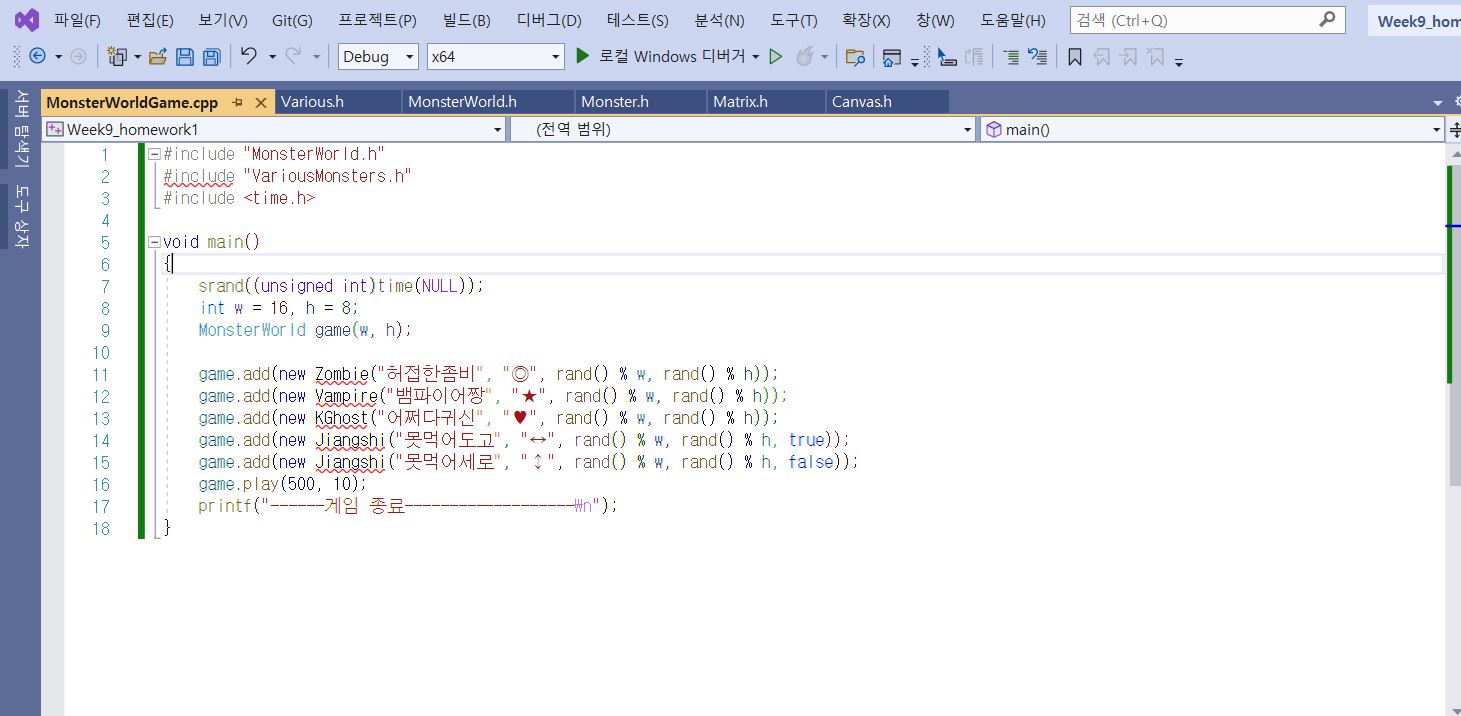 파일(F) 편집(E) 보기(V) Git(G) 프로젝트(P) 빌드(B) 디버그(D) 테스트(S) 분석(N) 도구(T) 확장(X) 창(W) 도움말(H) 검색 (Ctrl+Q) Week9_hom
Debug x64 로컬 Windows 디버거
서버 탐색기
도구 상자
MonsterWorldGame.cpp Various.h MonsterWorld.h Monster.h Matrix.h Canvas.h
Week9_homework1 (전역 범위) main()
1 #include "MonsterWorld.h"
2 #include "VariousMonsters.h"
3 #include <time.h>
4
5 void main()
6 {
7 srand((unsigned int)time(NULL));
8 int w = 16, h = 8;
9 MonsterWorld game(w, h);
10
11 game.add(new Zombie("허접한좀비", "◎", rand() % w, rand() % h));
12 game.add(new Vampire("뱀파이어짱", "★", rand() % w, rand() % h));
13 game.add(new KGhost("어쩌다귀신", "♥", rand() % w, rand() % h));
14 game.add(new Jiangshi("못먹어도고", "↔", rand() % w, rand() % h, true));
15 game.add(new Jiangshi("못먹어세로", "↕", rand() % w, rand() % h, false));
16 game.play(500, 10);
17 printf("------게임 종료-------------------₩n");
18 }